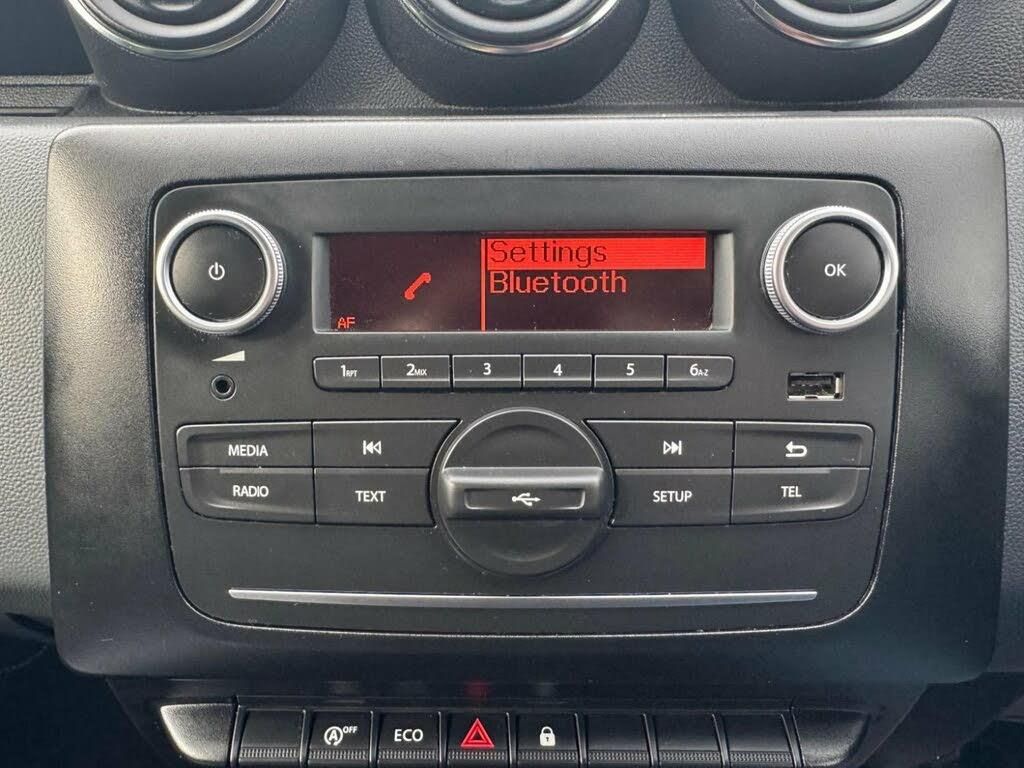 Settings
Bluetooth
AF
OK
1RPT 2MIX 3 4 5 6A-Z
MEDIA
RADIO TEXT SETUP TEL
A OFF ECO